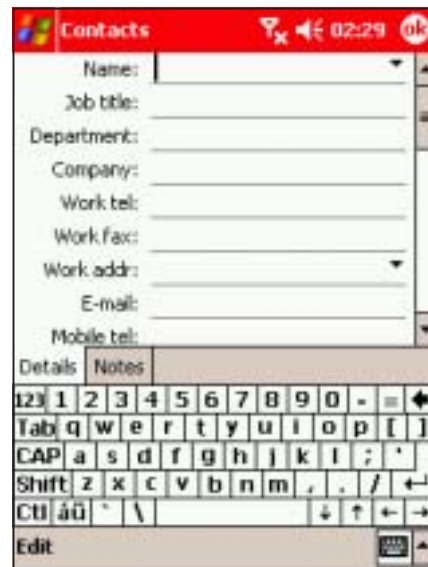 Contacts 02:29 ok
Name:
Job title:
Department:
Company:
Work tel:
Work fax:
Work addr:
E-mail:
Mobile tel:
Details Notes
123 1 2 3 4 5 6 7 8 9 0 - =
Tab q w e r t y u i o p [ ]
CAP a s d f g h j k l ; '
Shift z x c v b n m , . /
Ctl áü ` \
Edit